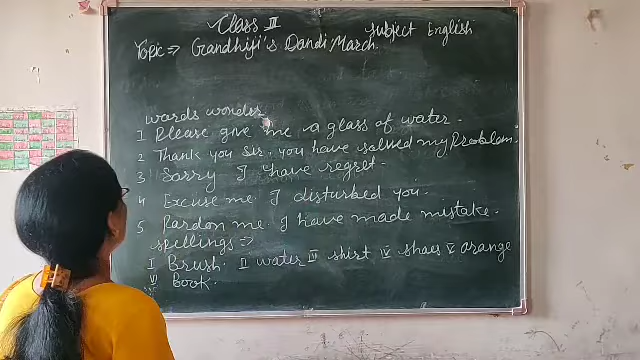 Class III
subject English
Topic => Gandhiji's Dandi March.
words wonders
1 Please give me a glass of water.
2 Thank you sir, you have solved my Problem.
3 Sorry I have regret.
4 Excuse me I disturbed you.
5 Pardon me. I have made mistake.
spellings =>
I Brush. II water III shirt IV shoes V orange
VI Book.